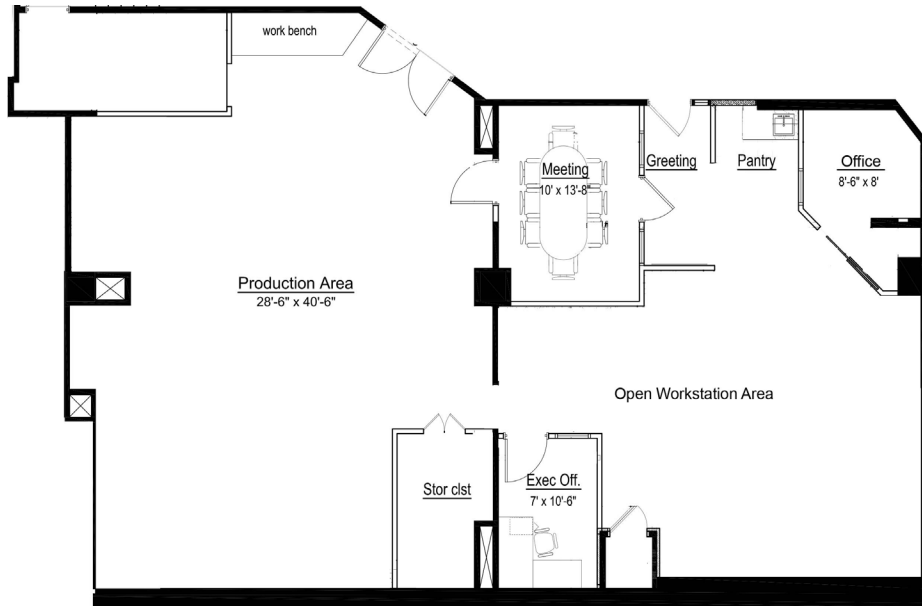 work bench
Meeting
10' x 13'-8"
Greeting
Pantry
Office
8'-6" x 8'
Production Area
28'-6" x 40'-6"
Open Workstation Area
Stor clst
Exec Off.
7' x 10'-6"